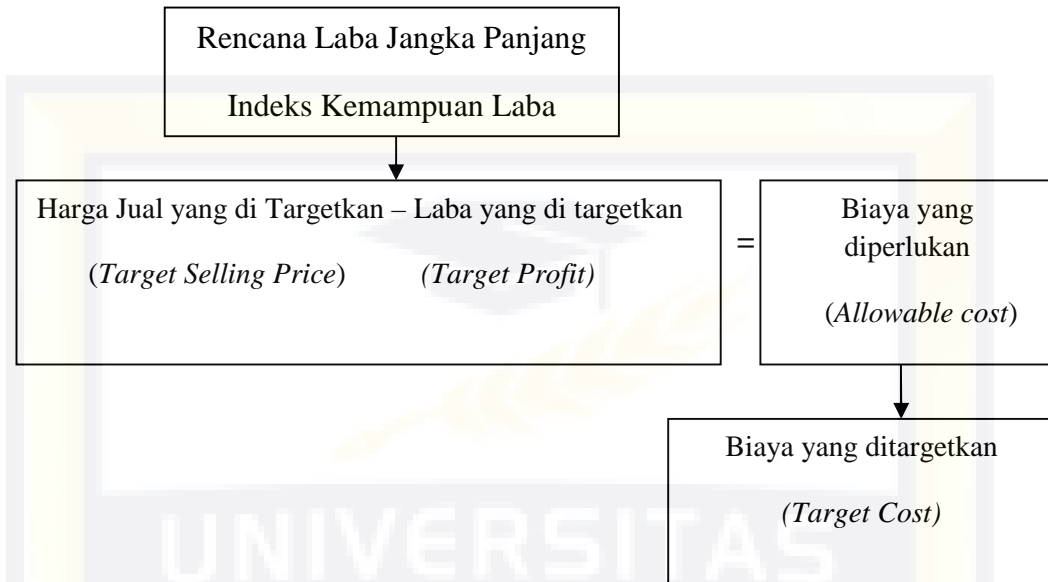 Rencana Laba Jangka Panjang
Indeks Kemampuan Laba
Harga Jual yang di Targetkan – Laba yang di targetkan
(Target Selling Price) (Target Profit)
=
Biaya yang
diperlukan
(Allowable cost)
Biaya yang ditargetkan
(Target Cost)
UNIVERSITAS